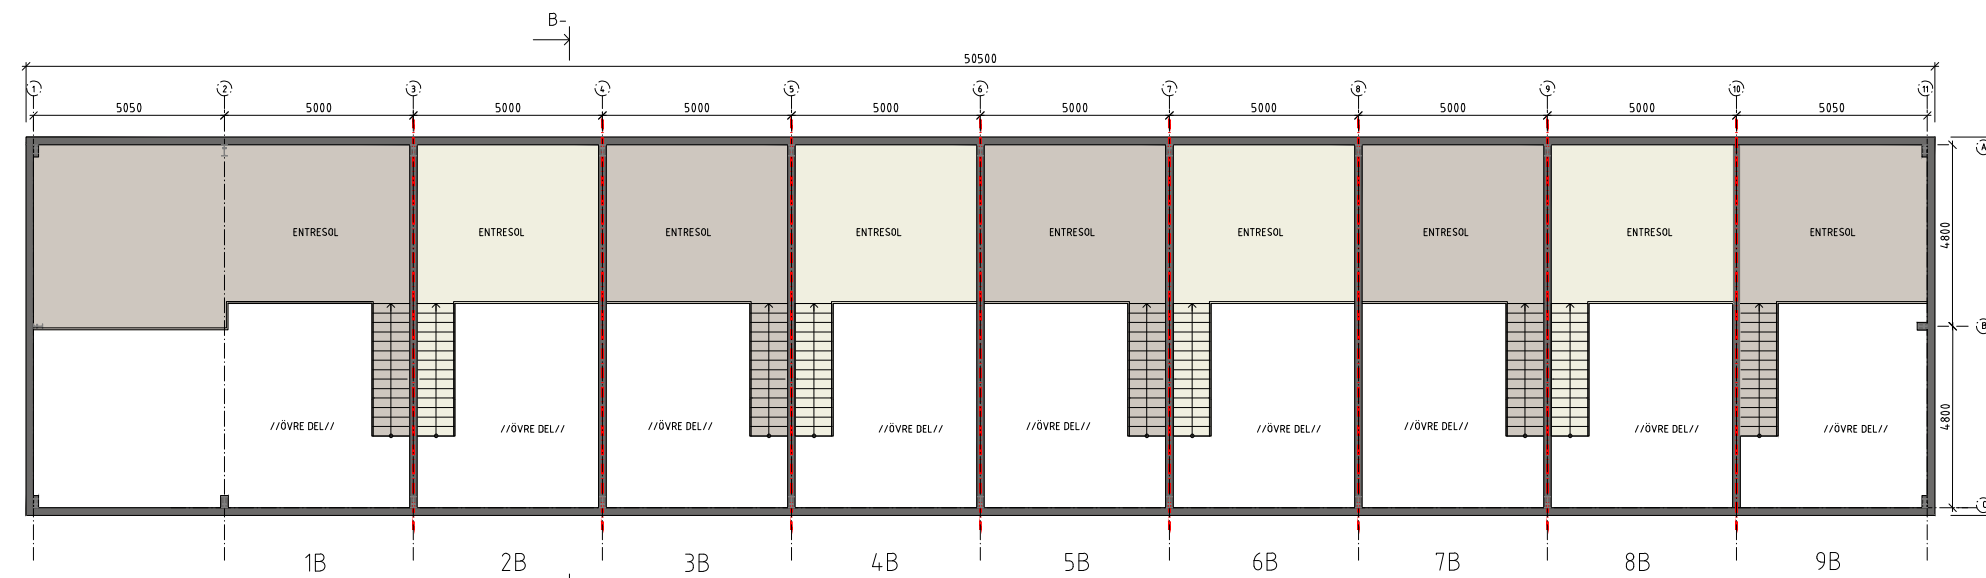 B-
50500
1 2 3 4 5 6 7 8 9 10 11
5050 5000 5000 5000 5000 5000 5000 5000 5000 5050
A
ENTRESOL ENTRESOL ENTRESOL ENTRESOL ENTRESOL ENTRESOL ENTRESOL ENTRESOL ENTRESOL
4800
B
4800
//ÖVRE DEL// //ÖVRE DEL// //ÖVRE DEL// //ÖVRE DEL// //ÖVRE DEL// //ÖVRE DEL// //ÖVRE DEL// //ÖVRE DEL// //ÖVRE DEL//
1B 2B 3B 4B 5B 6B 7B 8B 9B